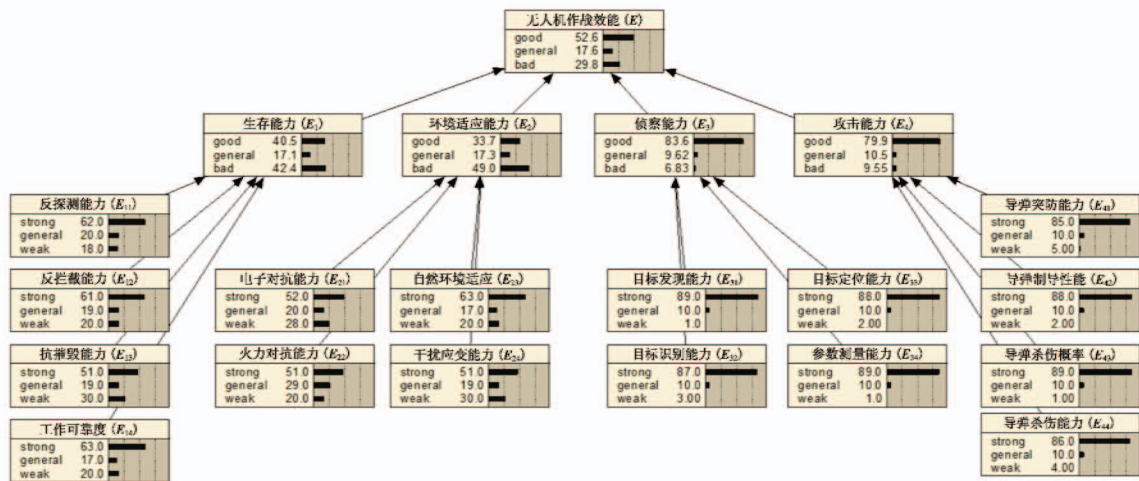 无人机作战效能 (E)
good 52.6
general 17.6
bad 29.8
生存能力 (E₁)
good 40.5
general 17.1
bad 42.4
环境适应能力 (E₂)
good 33.7
general 17.3
bad 49.0
侦察能力 (E₃)
good 83.6
general 9.62
bad 6.83
攻击能力 (E₄)
good 79.9
general 10.5
bad 9.55
反探测能力 (E₁₁)
strong 62.0
general 20.0
weak 18.0
导弹突防能力 (E₄₁)
strong 85.0
general 10.0
weak 5.00
反拦截能力 (E₁₂)
strong 61.0
general 19.0
weak 20.0
电子对抗能力 (E₂₁)
strong 52.0
general 20.0
weak 28.0
自然环境适应 (E₂₃)
strong 63.0
general 17.0
weak 20.0
目标发现能力 (E₃₁)
strong 89.0
general 10.0
weak 1.0
目标定位能力 (E₃₃)
strong 88.0
general 10.0
weak 2.00
导弹制导性能 (E₄₂)
strong 88.0
general 10.0
weak 2.00
抗摧毁能力 (E₁₃)
strong 51.0
general 19.0
weak 30.0
火力对抗能力 (E₂₂)
strong 51.0
general 29.0
weak 20.0
干扰应变能力 (E₂₄)
strong 51.0
general 19.0
weak 30.0
目标识别能力 (E₃₂)
strong 87.0
general 10.0
weak 3.00
参数测量能力 (E₃₄)
strong 89.0
general 10.0
weak 1.0
导弹杀伤概率 (E₄₃)
strong 89.0
general 10.0
weak 1.00
工作可靠度 (E₁₄)
strong 63.0
general 17.0
weak 20.0
导弹杀伤能力 (E₄₄)
strong 86.0
general 10.0
weak 4.00